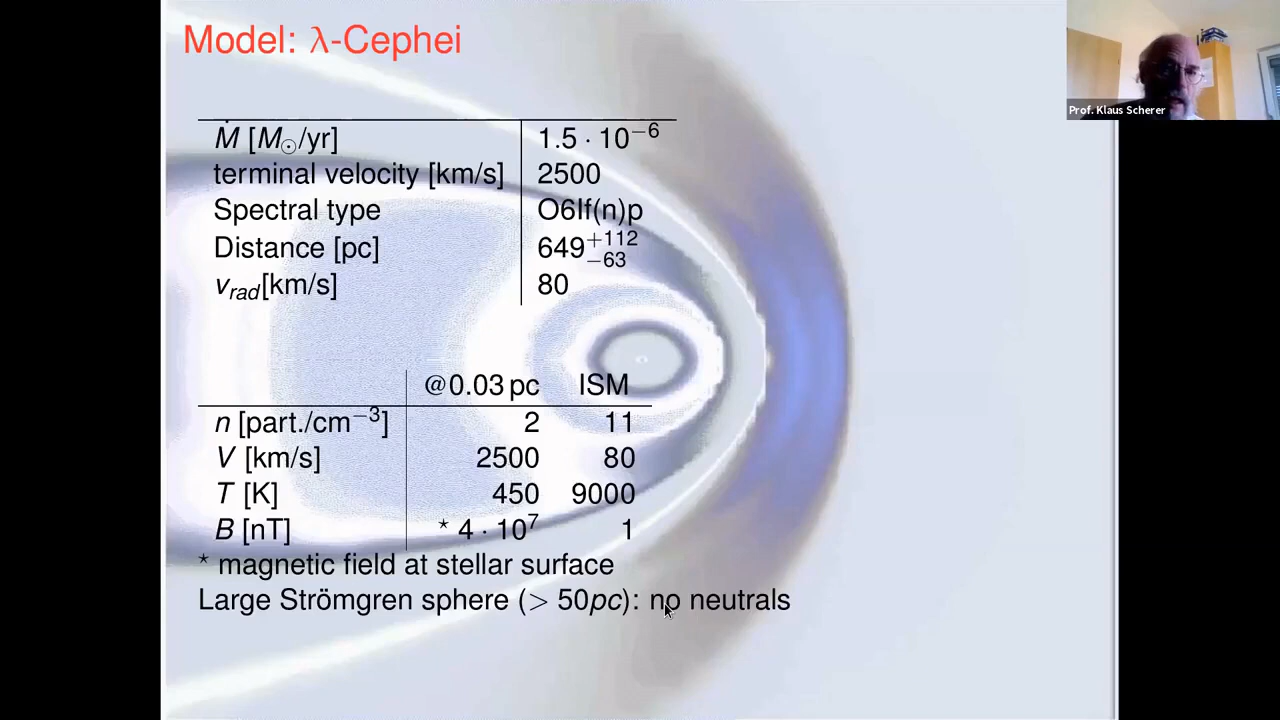 Model: λ-Cephei
Prof. Klaus Scherer
Ṁ [M⊙/yr] 1.5 · 10⁻⁶
terminal velocity [km/s] 2500
Spectral type O6If(n)p
Distance [pc] 649 +112 −63
v_rad[km/s] 80
@0.03 pc ISM
n [part./cm⁻³] 2 11
V [km/s] 2500 80
T [K] 450 9000
B [nT] * 4 · 10⁷ 1
* magnetic field at stellar surface
Large Strömgren sphere (> 50pc): no neutrals